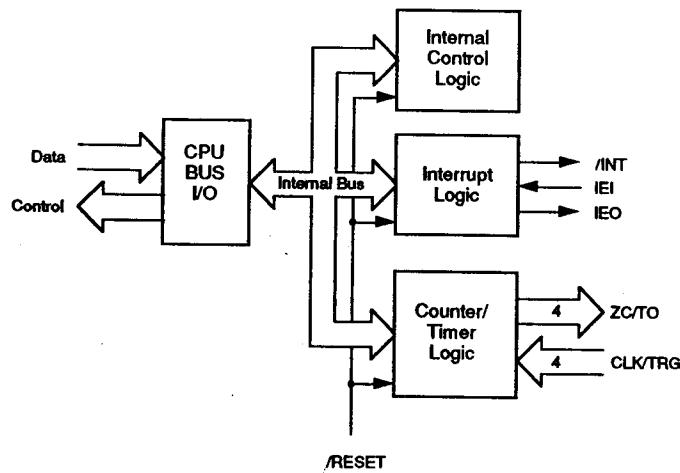 Internal
Control
Logic
Data
CPU
BUS
I/O
Control
Internal Bus
Interrupt
Logic
/INT
IEI
IEO
Counter/
Timer
Logic
4
ZC/TO
4
CLK/TRG
/RESET